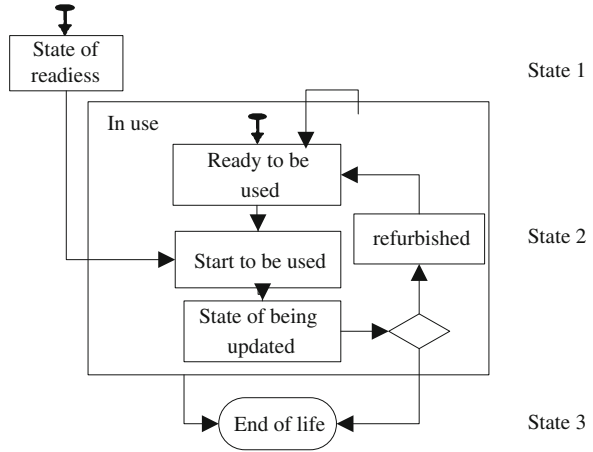 State of
readiess
State 1
In use
Ready to be
used
refurbished
State 2
Start to be used
State of being
updated
End of life
State 3